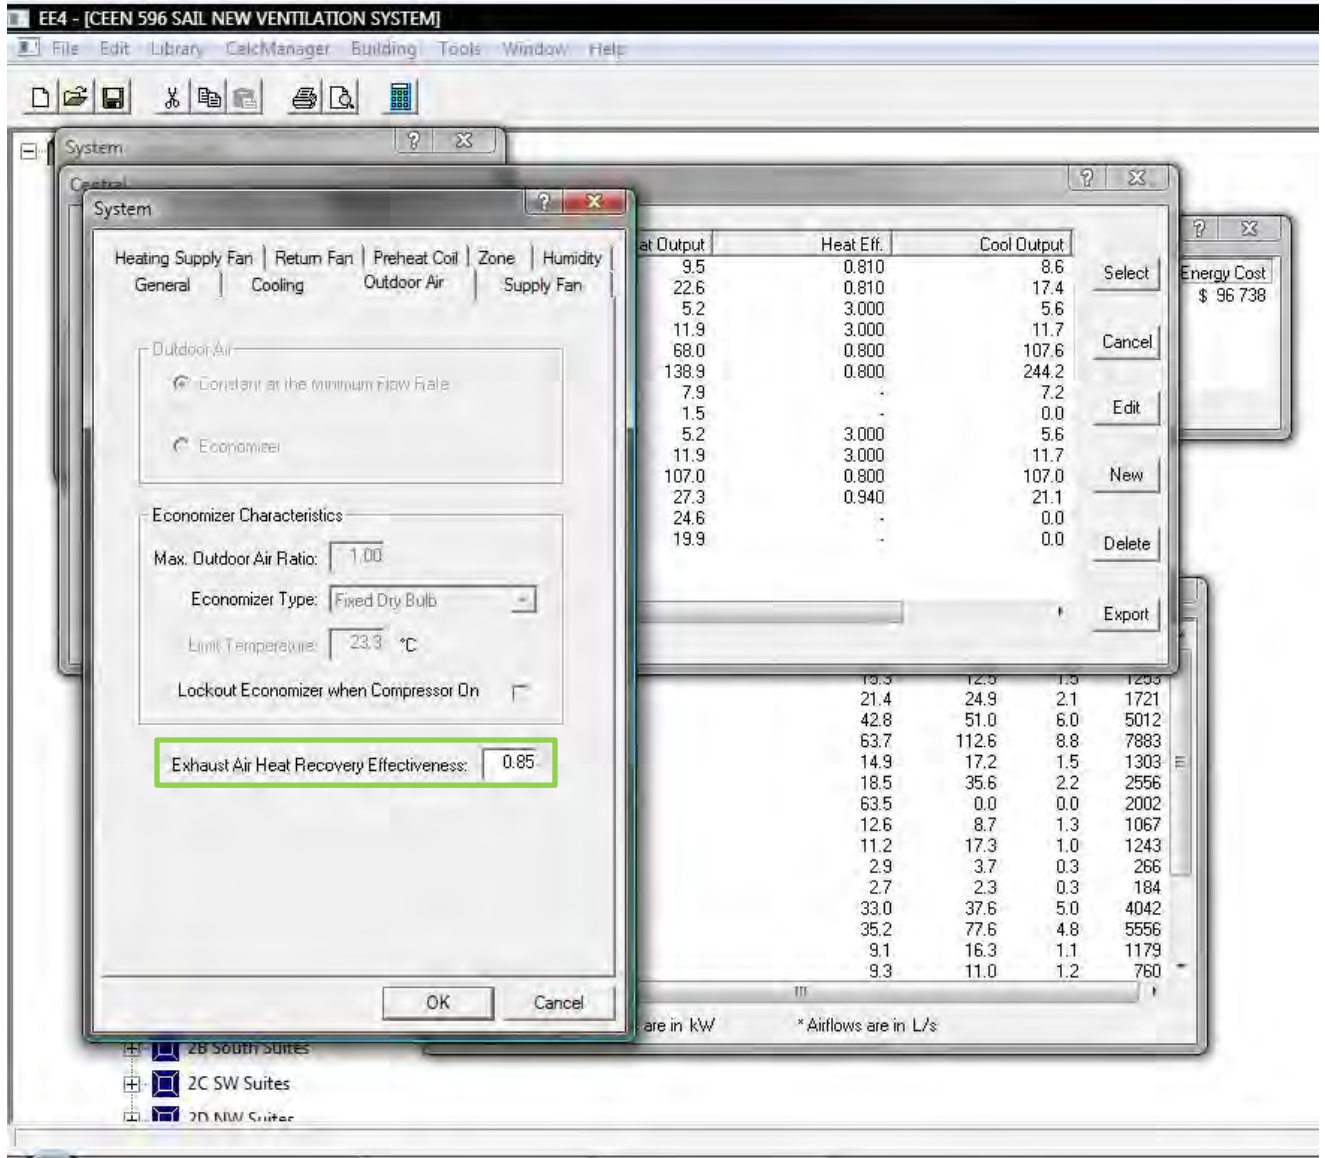 EE4 - [CEEN 596 SAIL NEW VENTILATION SYSTEM]
File Edit Library CalcManager Building Tools Window Help
System
Central
System
Heating Supply Fan Return Fan Preheat Coil Zone Humidity
General Cooling Outdoor Air Supply Fan
Outdoor Air
Constant at the Minimum Flow Rate
Economizer
Economizer Characteristics
Max. Outdoor Air Ratio: 1.00
Economizer Type: Fixed Dry Bulb
Limit Temperature: 23.3 °C
Lockout Economizer when Compressor On
Exhaust Air Heat Recovery Effectiveness: 0.85
OK Cancel
at Output Heat Eff. Cool Output
9.5 0.810 8.6
22.6 0.810 17.4
5.2 3.000 5.6
11.9 3.000 11.7
68.0 0.800 107.6
138.9 0.800 244.2
7.9 - 7.2
1.5 - 0.0
5.2 3.000 5.6
11.9 3.000 11.7
107.0 0.800 107.0
27.3 0.940 21.1
24.6 - 0.0
19.9 - 0.0
Select
Cancel
Edit
New
Delete
Export
Energy Cost
$ 96 738
15.3 12.5 1.5 1253
21.4 24.9 2.1 1721
42.8 51.0 6.0 5012
63.7 112.6 8.8 7883
14.9 17.2 1.5 1303
18.5 35.6 2.2 2556
63.5 0.0 0.0 2002
12.6 8.7 1.3 1067
11.2 17.3 1.0 1243
2.9 3.7 0.3 266
2.7 2.3 0.3 184
33.0 37.6 5.0 4042
35.2 77.6 4.8 5556
9.1 16.3 1.1 1179
9.3 11.0 1.2 760
are in kW * Airflows are in L/s
2B South Suites
2C SW Suites
2D NW Suites